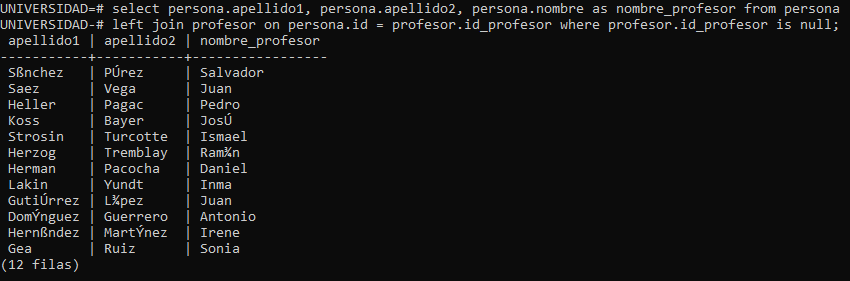 UNIVERSIDAD=# select persona.apellido1, persona.apellido2, persona.nombre as nombre_profesor from persona
UNIVERSIDAD-# left join profesor on persona.id = profesor.id_profesor where profesor.id_profesor is null;
 apellido1 | apellido2 | nombre_profesor
-----------+-----------+-----------------
 Sßnchez   | PÚrez     | Salvador
 Saez      | Vega      | Juan
 Heller    | Pagac     | Pedro
 Koss      | Bayer     | JosÚ
 Strosin   | Turcotte  | Ismael
 Herzog    | Tremblay  | Ram¾n
 Herman    | Pacocha   | Daniel
 Lakin     | Yundt     | Inma
 GutiÚrrez | L¾pez     | Juan
 DomÝnguez | Guerrero  | Antonio
 Hernßndez | MartÝnez  | Irene
 Gea       | Ruiz      | Sonia
(12 filas)